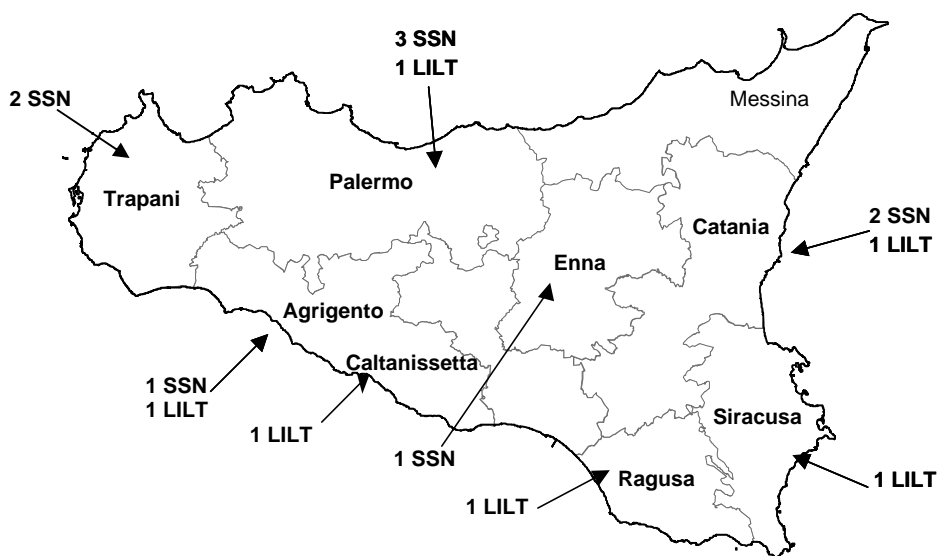 3 SSN
1 LILT
2 SSN
Messina
Palermo
Trapani
Catania
2 SSN
1 LILT
Enna
Agrigento
Caltanissetta
1 SSN
1 LILT
1 LILT
Siracusa
1 SSN
Ragusa
1 LILT
1 LILT